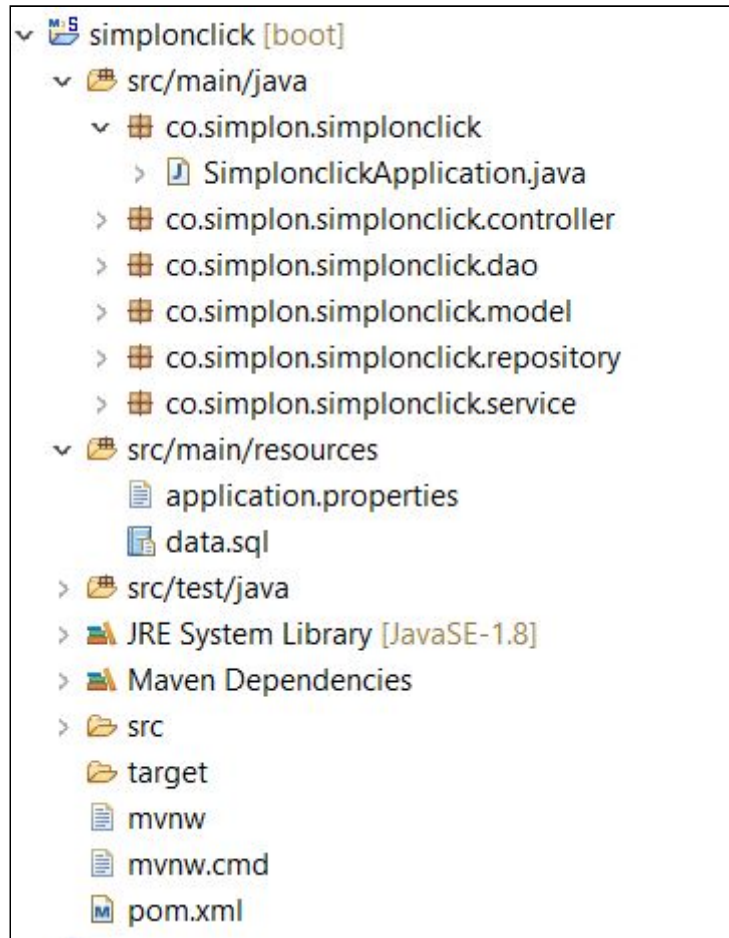 simplonclick [boot]
src/main/java
co.simplon.simplonclick
SimplonclickApplication.java
co.simplon.simplonclick.controller
co.simplon.simplonclick.dao
co.simplon.simplonclick.model
co.simplon.simplonclick.repository
co.simplon.simplonclick.service
src/main/resources
application.properties
data.sql
src/test/java
JRE System Library [JavaSE-1.8]
Maven Dependencies
src
target
mvnw
mvnw.cmd
pom.xml